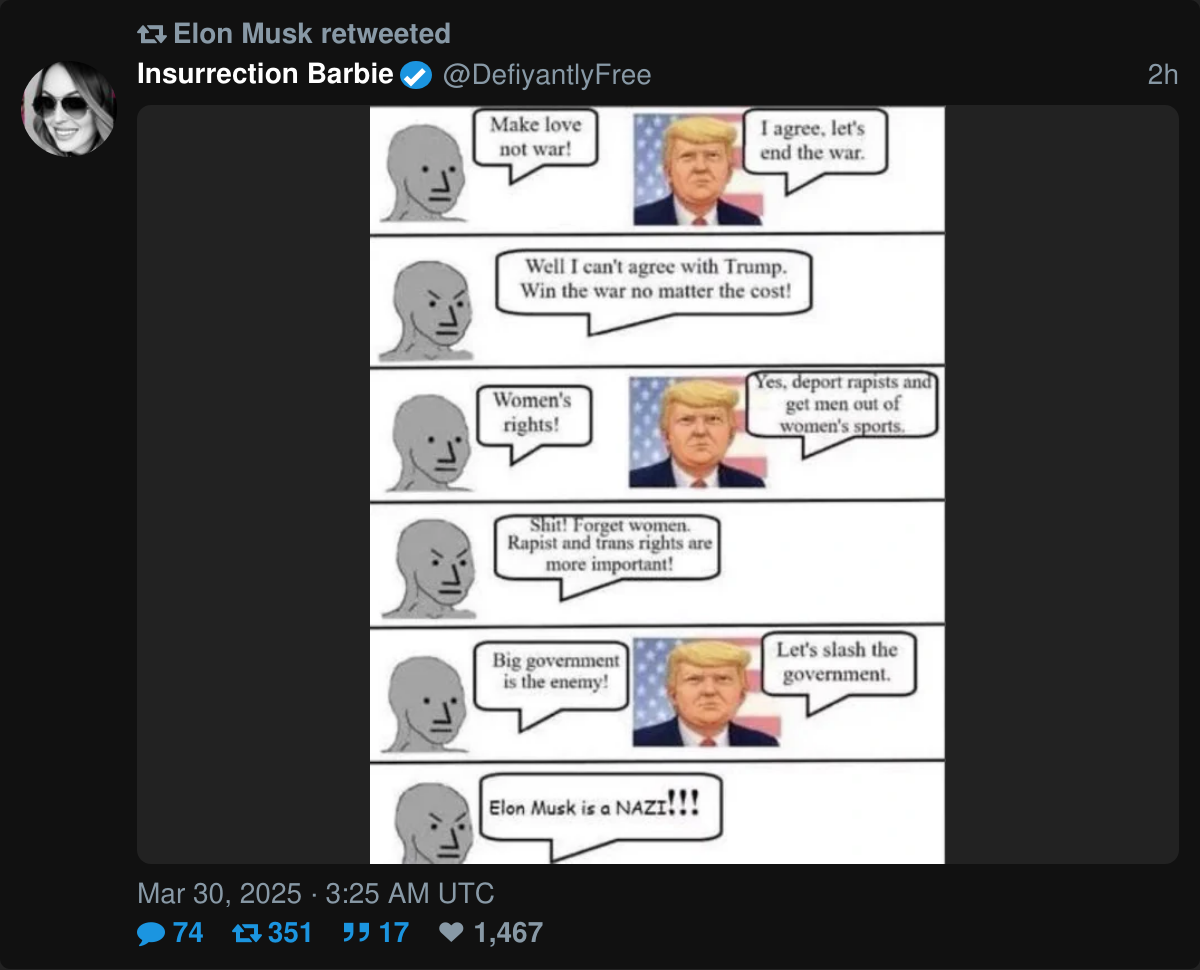 Elon Musk retweeted
Insurrection Barbie @DefiyantlyFree 2h
Make love
not war!
I agree, let's
end the war.
Well I can't agree with Trump.
Win the war no matter the cost!
Women's
rights!
Yes, deport rapists and
get men out of
women's sports.
Shit! Forget women.
Rapist and trans rights are
more important!
Big government
is the enemy!
Let's slash the
government.
Elon Musk is a NAZI!!!
Mar 30, 2025 · 3:25 AM UTC
74 351 17 1,467